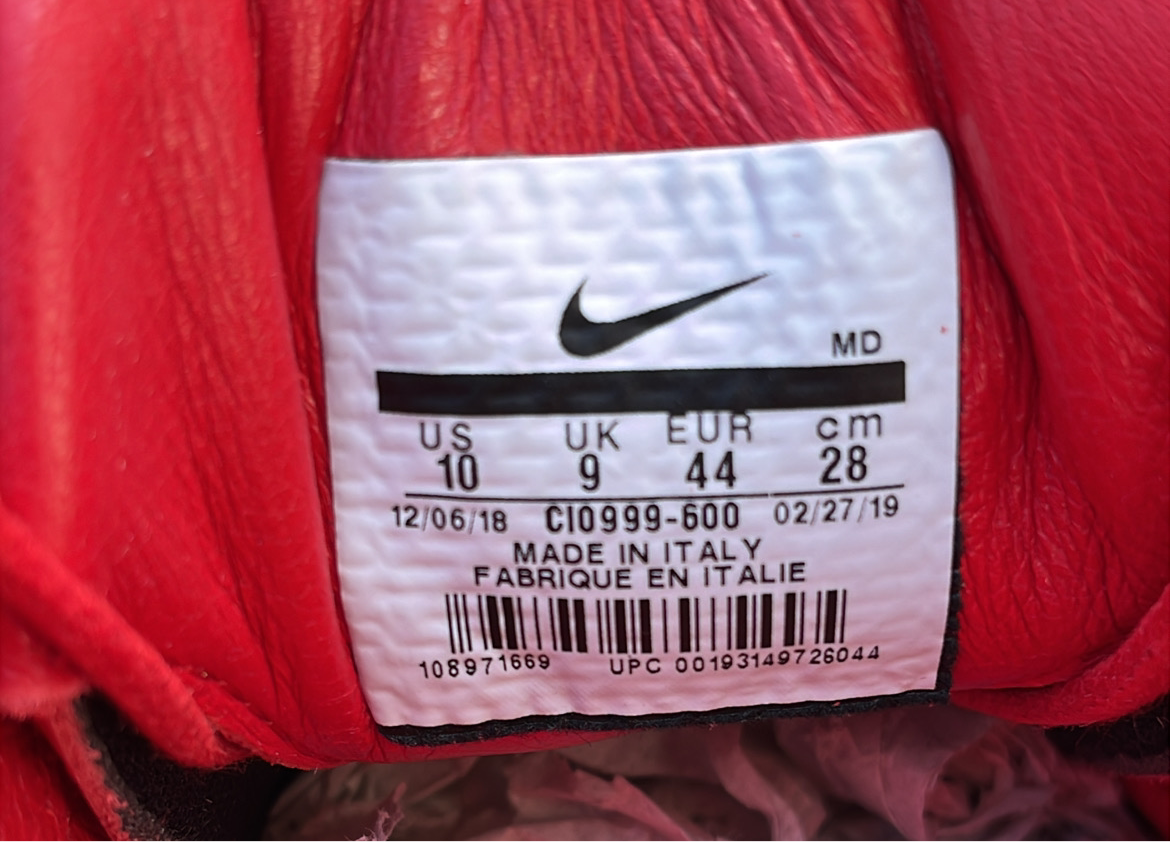 MD
US UK EUR cm
10 9 44 28
12/06/18 CI0999-600 02/27/19
MADE IN ITALY
FABRIQUE EN ITALIE
108971669 UPC 00193149726044